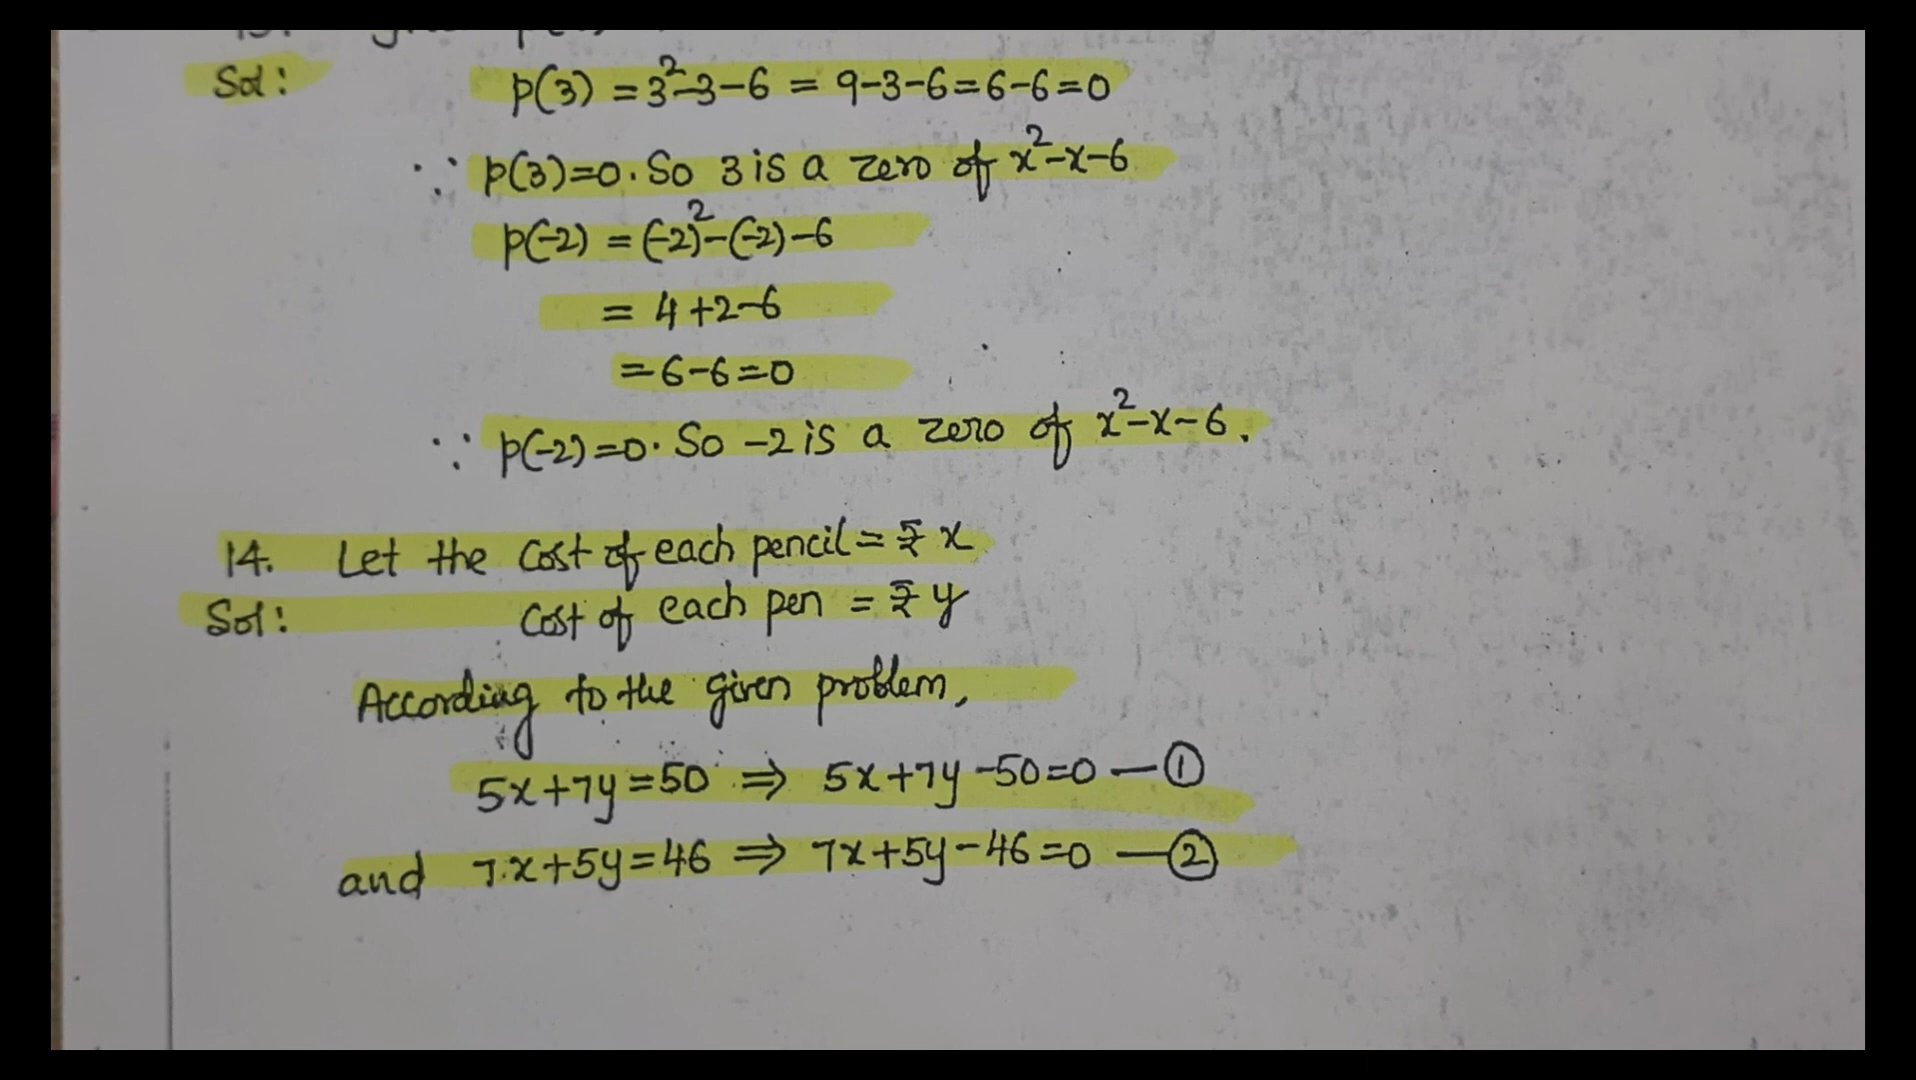 Sol: p(3) = 3²-3-6 = 9-3-6=6-6=0
∵ p(3)=0. So 3 is a zero of x²-x-6
p(-2) = (-2)²-(-2)-6
= 4+2-6
=6-6=0
∵ p(-2)=0. So -2 is a zero of x²-x-6.
14. Let the cost of each pencil = ₹ x
Sol: cost of each pen = ₹ y
According to the given problem,
5x+7y=50 ⇒ 5x+7y-50=0 —①
and 7x+5y=46 ⇒ 7x+5y-46=0 —②